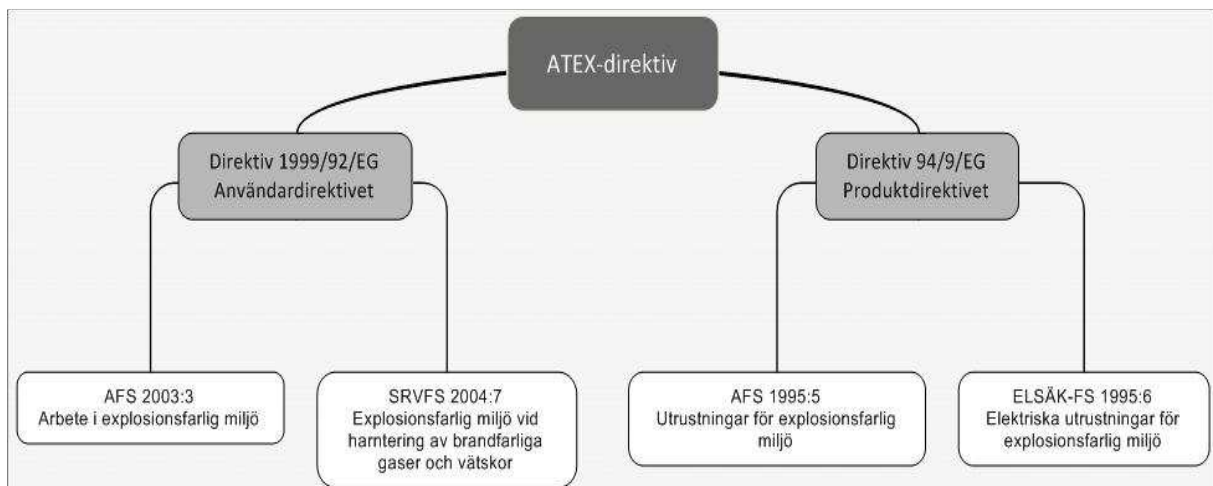 ATEX-direktiv
Direktiv 1999/92/EG
Användardirektivet
Direktiv 94/9/EG
Produktdirektivet
AFS 2003:3
Arbete i explosionsfarlig miljö
SRVFS 2004:7
Explosionsfarlig miljö vid
harntering av brandfarliga
gaser och vätskor
AFS 1995:5
Utrustningar för explosionsfarlig
miljö
ELSÄK-FS 1995:6
Elektriska utrustningar för
explosionsfarlig miljö